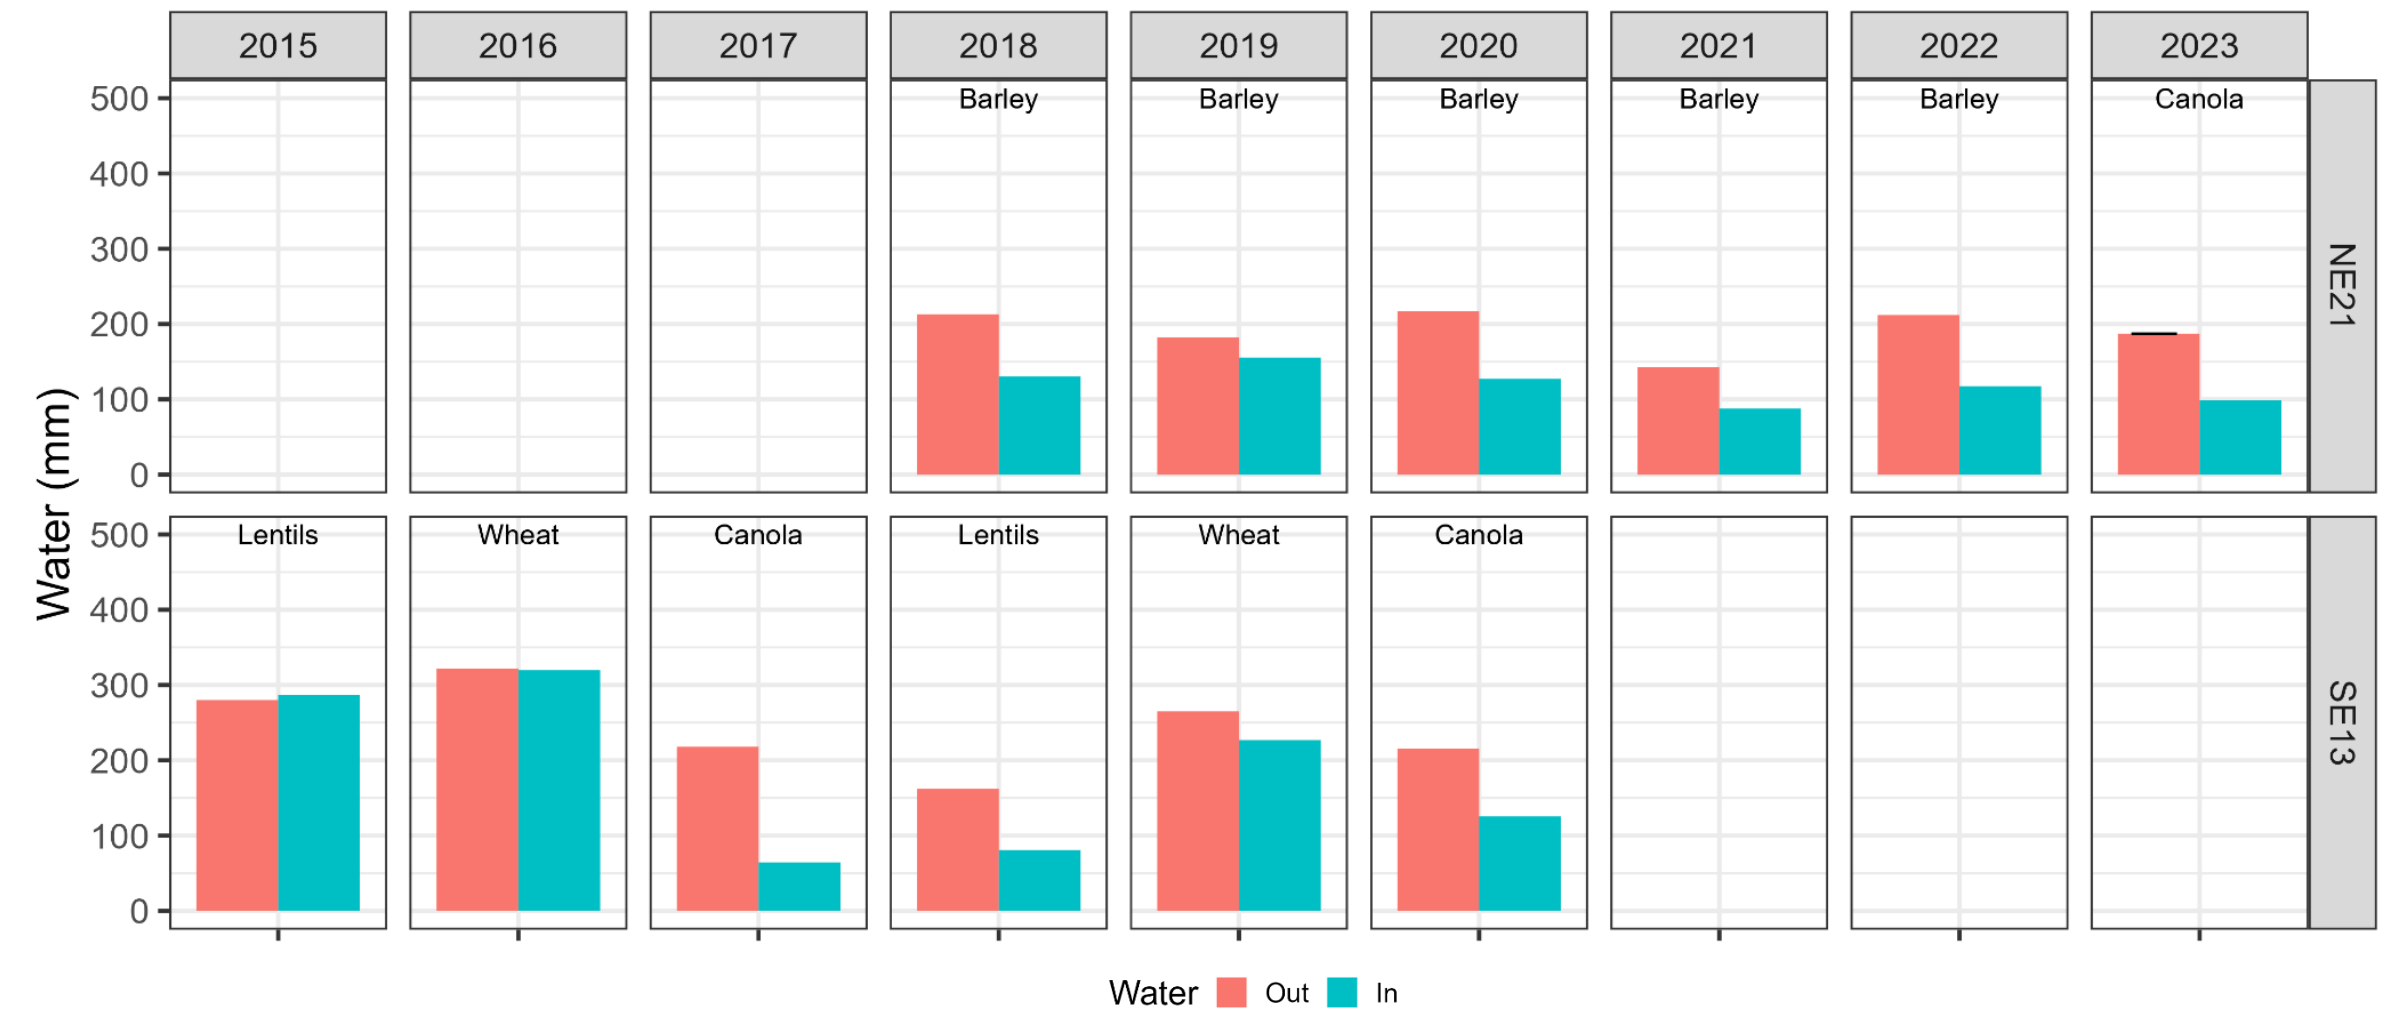 2015 2016 2017 2018 2019 2020 2021 2022 2023
Barley Barley Barley Barley Barley Canola
500
400
300
200
100
0
NE21
Water (mm)
Lentils Wheat Canola Lentils Wheat Canola
500
400
300
200
100
0
SE13
Water Out In